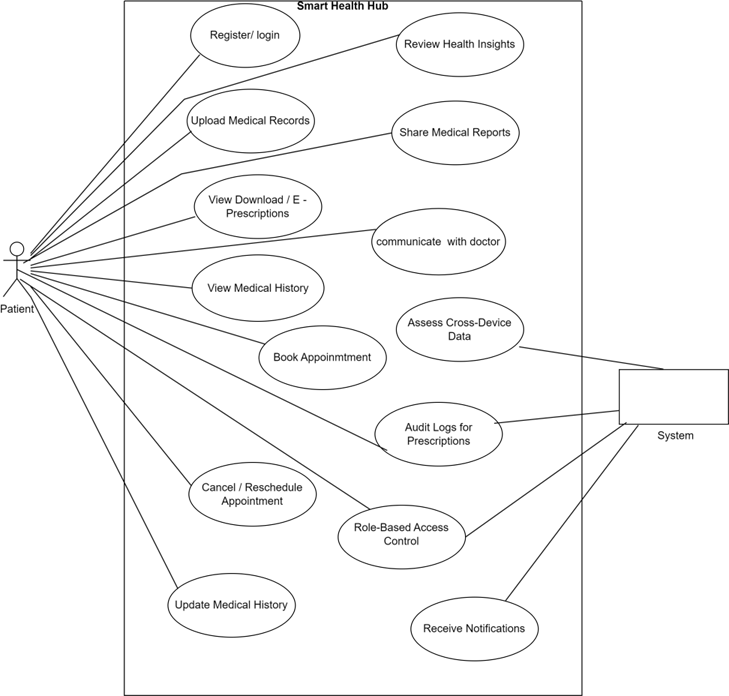 Smart Health Hub
Register/ login
Review Health Insights
Upload Medical Records
Share Medical Reports
View Download / E -
Prescriptions
communicate  with doctor
View Medical History
Patient
Assess Cross-Device
Data
Book Appoinmtment
Audit Logs for
Prescriptions
System
Cancel / Reschedule
Appointment
Role-Based Access
Control
Update Medical History
Receive Notifications